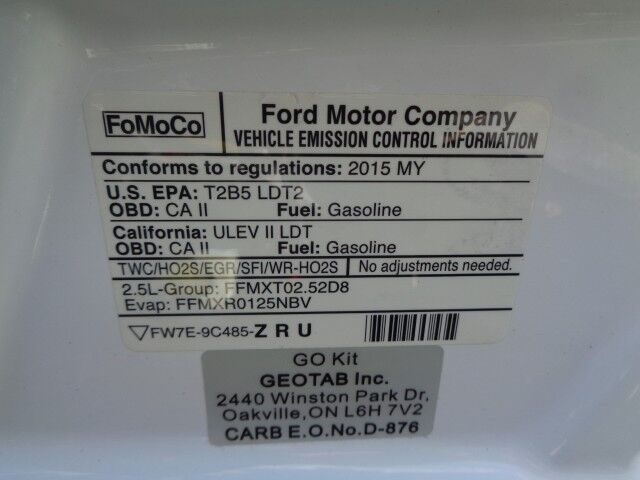 FoMoCo
Ford Motor Company
VEHICLE EMISSION CONTROL INFORMATION
Conforms to regulations: 2015 MY
U.S. EPA: T2B5 LDT2
OBD: CA II Fuel: Gasoline
California: ULEV II LDT
OBD: CA II Fuel: Gasoline
TWC/HO2S/EGR/SFI/WR-HO2S No adjustments needed.
2.5L-Group: FFMXT02.52D8
Evap: FFMXR0125NBV
FW7E-9C485-ZRU
GO Kit
GEOTAB Inc.
2440 Winston Park Dr,
Oakville,ON L6H 7V2
CARB E.O.No.D-876